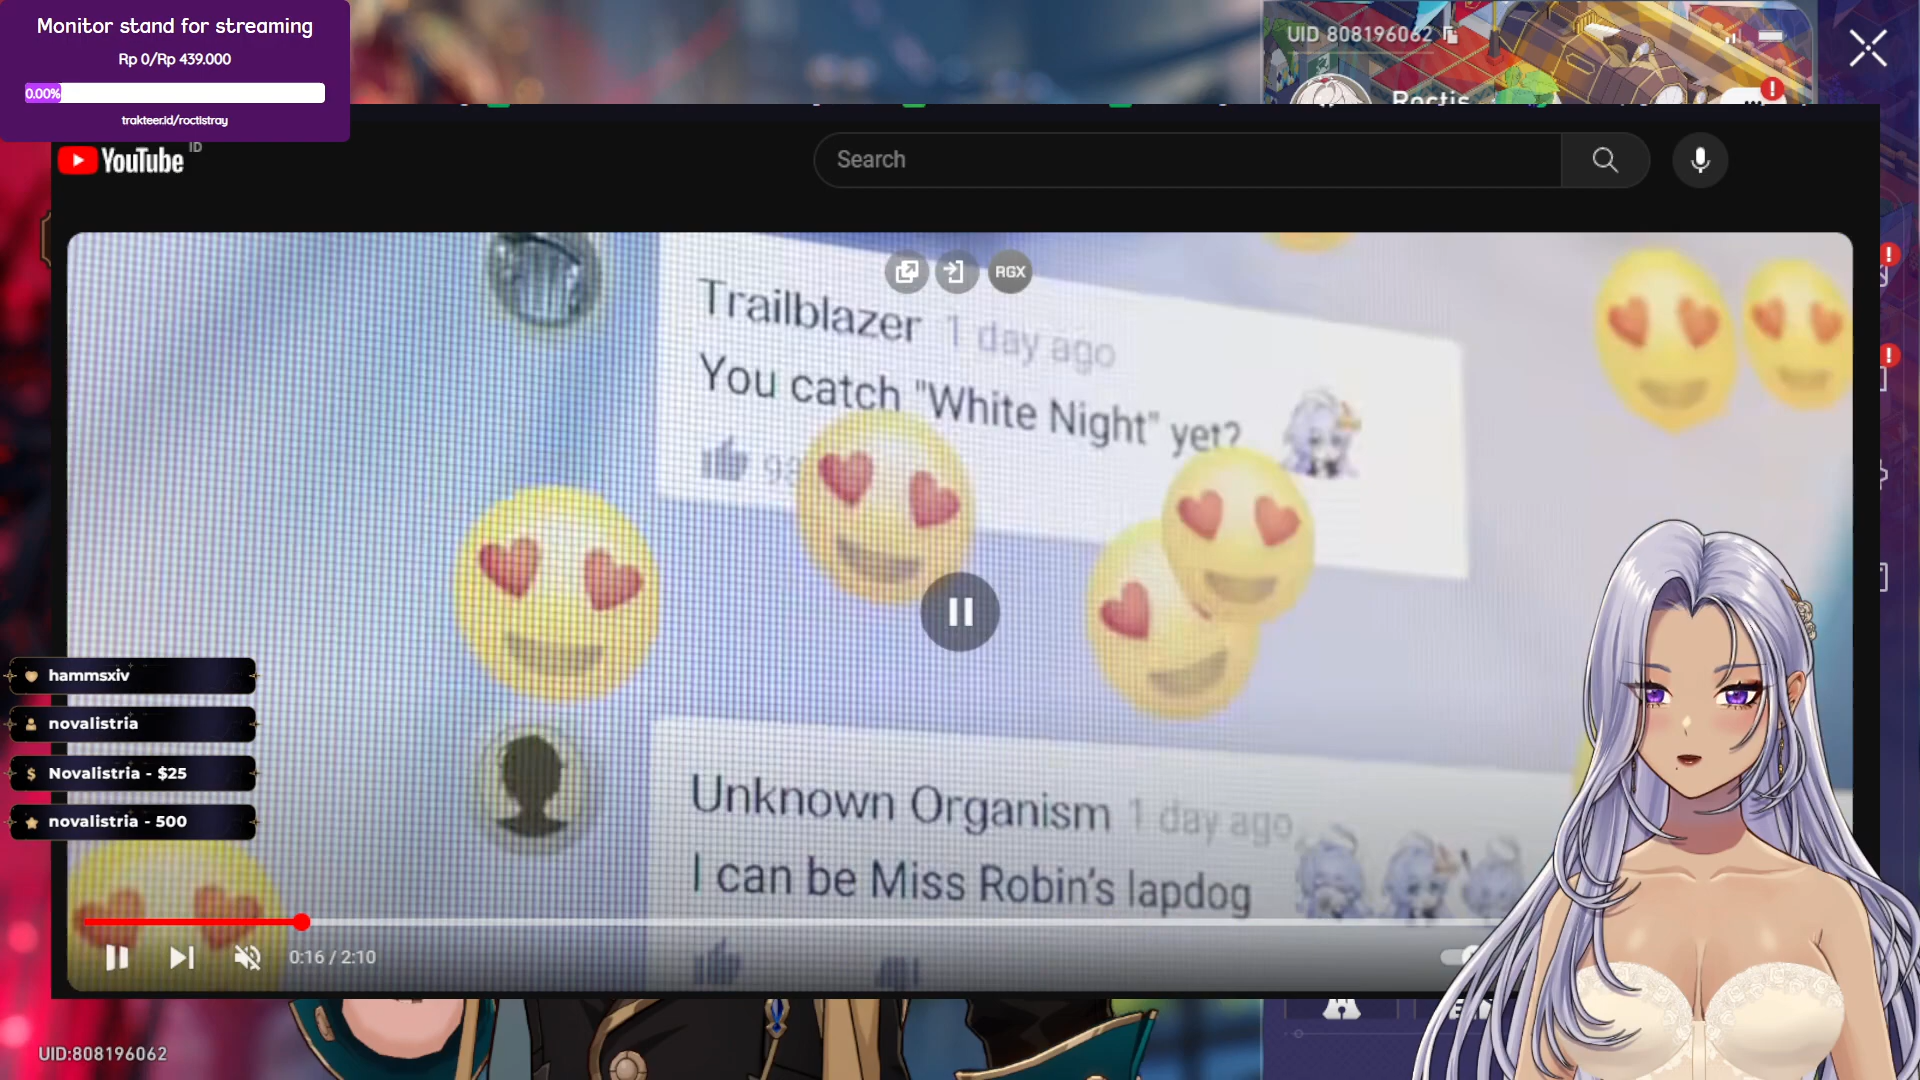 Monitor stand for streaming
Rp 0/Rp 439.000
0.00%
trakteer.id/roctistray
UID 808196062
Roctis
YouTube ID
Search
RGX
Trailblazer 1 day ago
You catch "White Night" yet?
Unknown Organism 1 day ago
I can be Miss Robin's lapdog
hammsxiv
novalistria
Novalistria - $25
novalistria - 500
0:16 / 2:10
UID:808196062